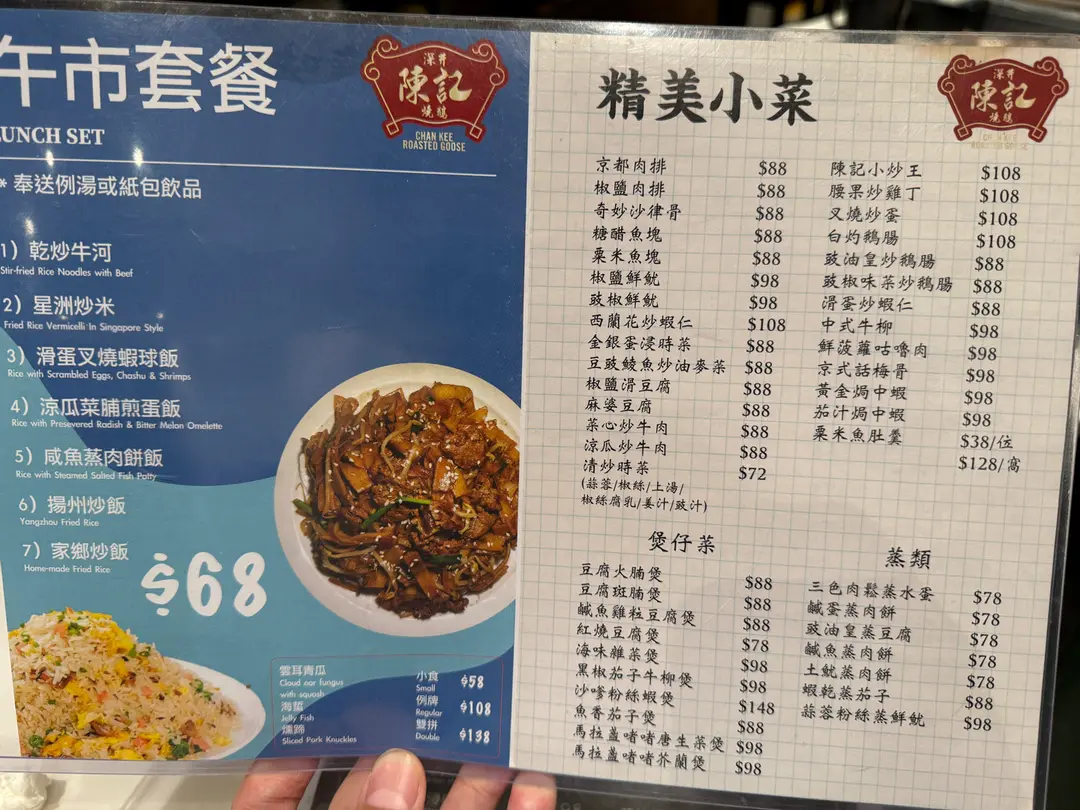 午市套餐
LUNCH SET
深井
陳記
燒鵝
CHAN KEE
ROASTED GOOSE
* 奉送例湯或紙包飲品
1）乾炒牛河
Stir-fried Rice Noodles with Beef
2）星洲炒米
Fried Rice Vermicelli In Singapore Style
3）滑蛋叉燒蝦球飯
Rice with Scrambled Eggs, Chashu & Shrimps
4）涼瓜菜脯煎蛋飯
Rice with Presevered Radish & Bitter Melon Omelette
5）咸魚蒸肉餅飯
Rice with Steamed Salted Fish Patty
6）揚州炒飯
Yangzhou Fried Rice
7）家鄉炒飯
Home-made Fried Rice
$68
雲耳青瓜
Cloud ear fungus
with squash
海蜇
Jelly Fish
燻蹄
Sliced Pork Knuckles
小食 $58
Small
例牌 $108
Regular
雙拼 $138
Double
精美小菜
深井
陳記
燒鵝
CHAN KEE
ROASTED GOOSE
京都肉排 $88
椒鹽肉排 $88
奇妙沙律骨 $88
糖醋魚塊 $88
粟米魚塊 $88
椒鹽鮮魷 $98
豉椒鮮魷 $98
西蘭花炒蝦仁 $108
金銀蛋浸時菜 $88
豆豉鯪魚炒油麥菜 $88
椒鹽滑豆腐 $88
麻婆豆腐 $88
菜心炒牛肉 $88
涼瓜炒牛肉 $88
清炒時菜 $72
(蒜蓉/椒絲/上湯/
椒絲腐乳/姜汁/豉汁)
陳記小炒王 $108
腰果炒雞丁 $108
叉燒炒蛋 $108
白灼鵝腸 $108
豉油皇炒鵝腸 $88
豉椒味菜炒鵝腸 $88
滑蛋炒蝦仁 $88
中式牛柳 $98
鮮菠蘿咕嚕肉 $98
京式話梅骨 $98
黃金焗中蝦 $98
茄汁焗中蝦 $98
粟米魚肚羹 $38/位
$128/窩
煲仔菜
豆腐火腩煲 $88
豆腐斑腩煲 $88
鹹魚雞粒豆腐煲 $88
紅燒豆腐煲 $78
海味雜菜煲 $98
黑椒茄子牛柳煲 $98
沙嗲粉絲蝦煲 $148
魚香茄子煲 $88
馬拉盞啫啫唐生菜煲 $98
馬拉盞啫啫芥蘭煲 $98
蒸類
三色肉鬆蒸水蛋 $78
鹹蛋蒸肉餅 $78
豉油皇蒸豆腐 $78
鹹魚蒸肉餅 $78
土魷蒸肉餅 $78
蝦乾蒸茄子 $88
蒜蓉粉絲蒸鮮魷 $98